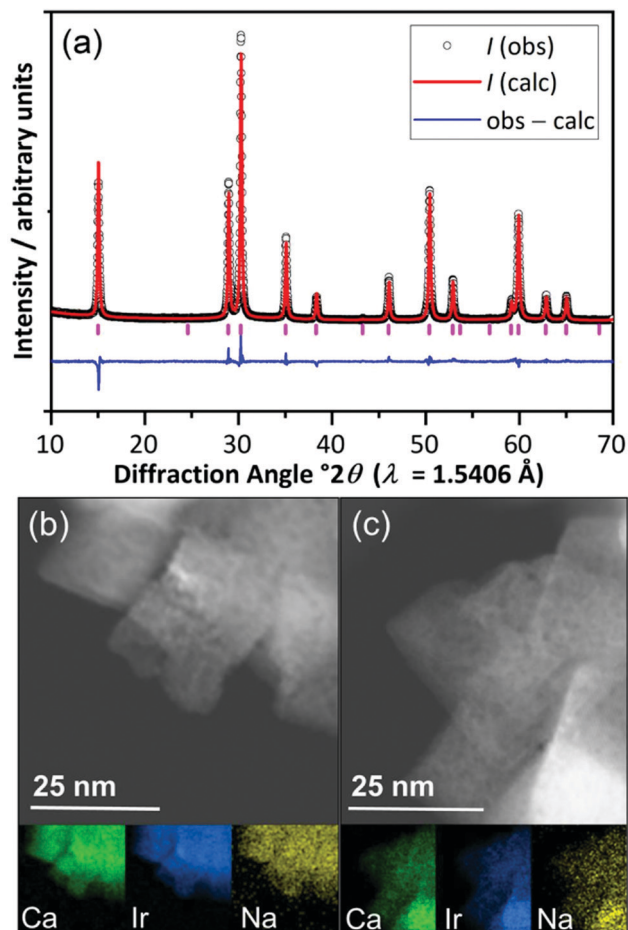 (a)
I (obs)
I (calc)
obs – calc
Intensity / arbitrary units
10 20 30 40 50 60 70
Diffraction Angle °2θ (λ = 1.5406 Å)
(b)
(c)
25 nm
25 nm
Ca Ir Na
Ca Ir Na